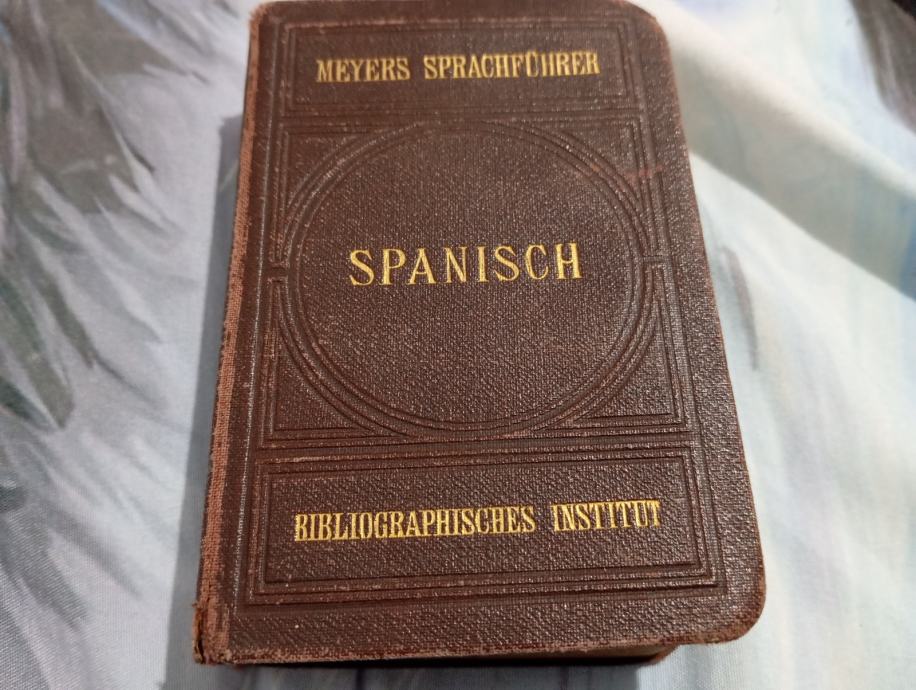 MEYERS SPRACHFÜHRER
SPANISCH
BIBLIOGRAPHISCHES INSTITUT